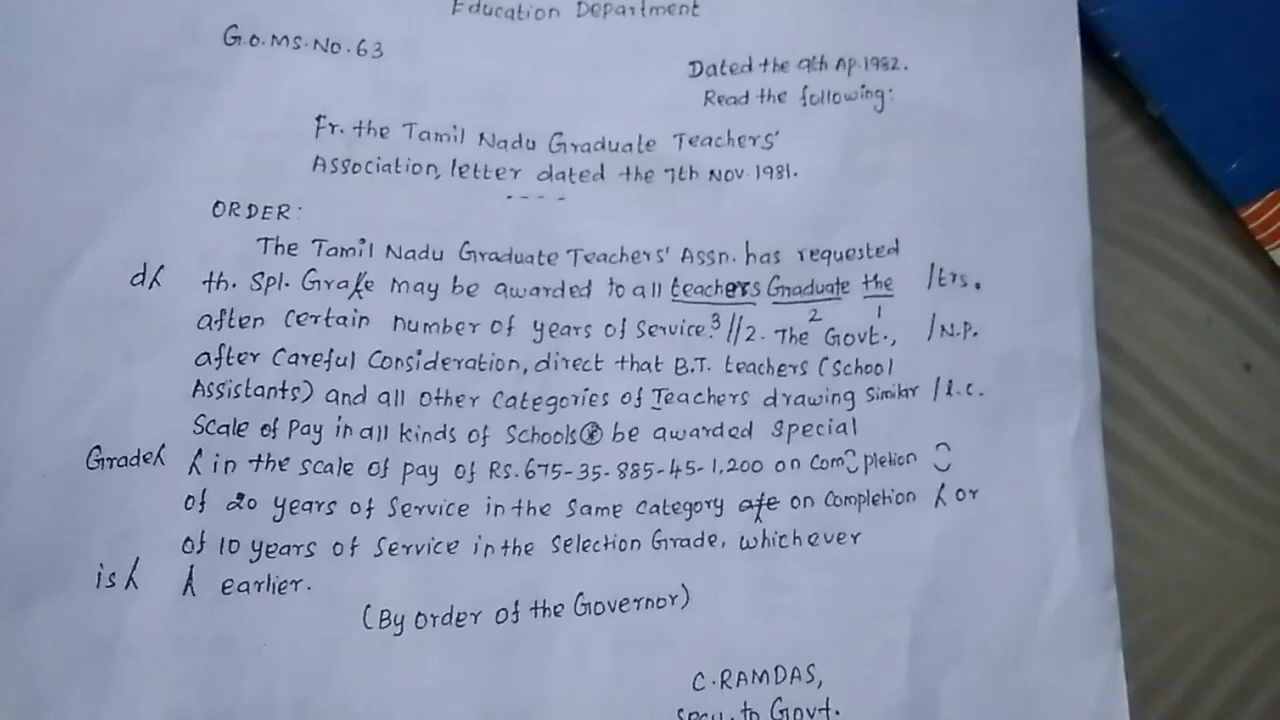 Education Department
G.O.MS.No.63
Dated the 9th Ap.1982.
Read the following:
Fr. the Tamil Nadu Graduate Teachers'
Association, letter dated the 7th Nov. 1981.
----
ORDER:
The Tamil Nadu Graduate Teachers' Assn. has requested
d⁁ th. Spl. Grake may be awarded to all teachers Graduate the /trs.
3 2 1
after certain number of years of service. //2. The Govt., /N.P.
after careful consideration, direct that B.T. teachers (School
Assistants) and all other categories of Teachers drawing similar /l.c.
scale of pay in all kinds of schools be awarded special
Grade⁁ ⁁ in the scale of pay of Rs.675-35-885-45-1,200 on com pletion
of 20 years of service in the same category on completion ⁁ or
of 10 years of service in the selection Grade, whichever
is⁁ ⁁ earlier.
(By order of the Governor)
C.RAMDAS,
to Govt.